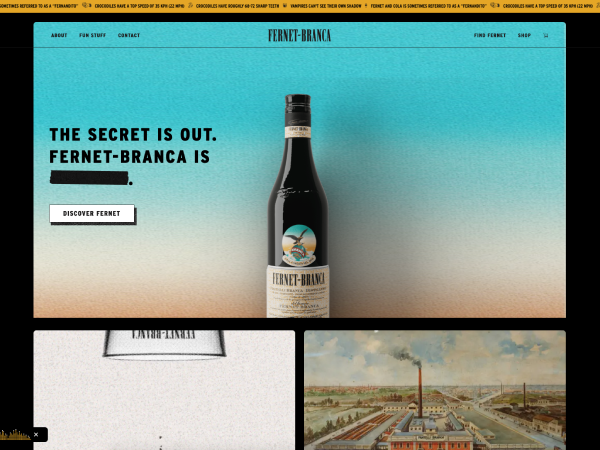 SOMETIMES REFERRED TO AS A "FERNANDITO" CROCODILES HAVE A TOP SPEED OF 35 KPH (22 MPH) CROCODILES HAVE ROUGHLY 60-72 SHARP TEETH VAMPIRES CAN'T SEE THEIR OWN SHADOW FERNET AND COLA IS SOMETIMES REFERRED TO AS A "FERNANDITO" CROCODILES HAVE A TOP SPEED OF 35 KPH (22 MPH)
ABOUT FUN STUFF CONTACT FERNET-BRANCA FIND FERNET SHOP
THE SECRET IS OUT.
FERNET-BRANCA IS
.
DISCOVER FERNET
FERNET-BRANCA
FERNET-BRANCA
FERNET-BRANCA